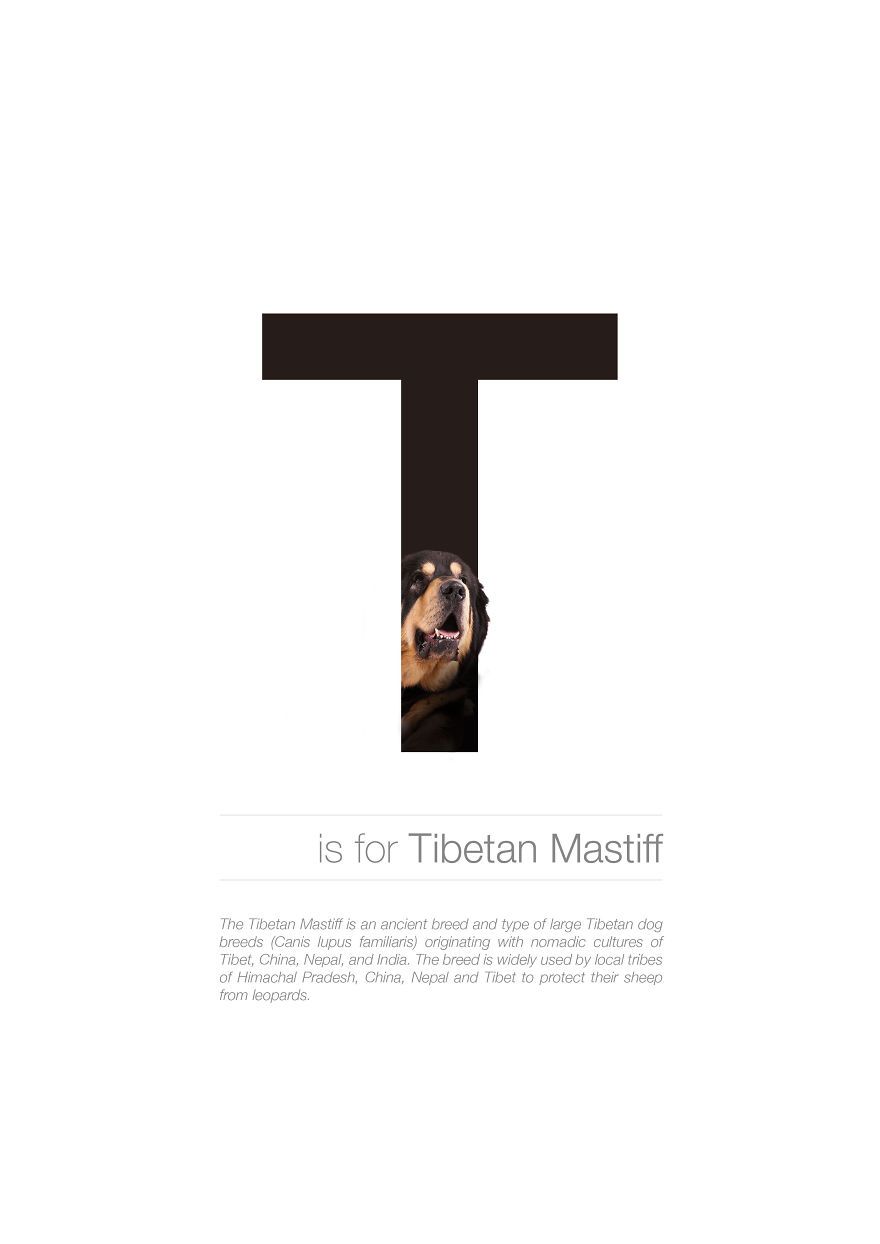 T
is for Tibetan Mastiff
The Tibetan Mastiff is an ancient breed and type of large Tibetan dog
breeds (Canis lupus familiaris) originating with nomadic cultures of
Tibet, China, Nepal, and India. The breed is widely used by local tribes
of Himachal Pradesh, China, Nepal and Tibet to protect their sheep
from leopards.